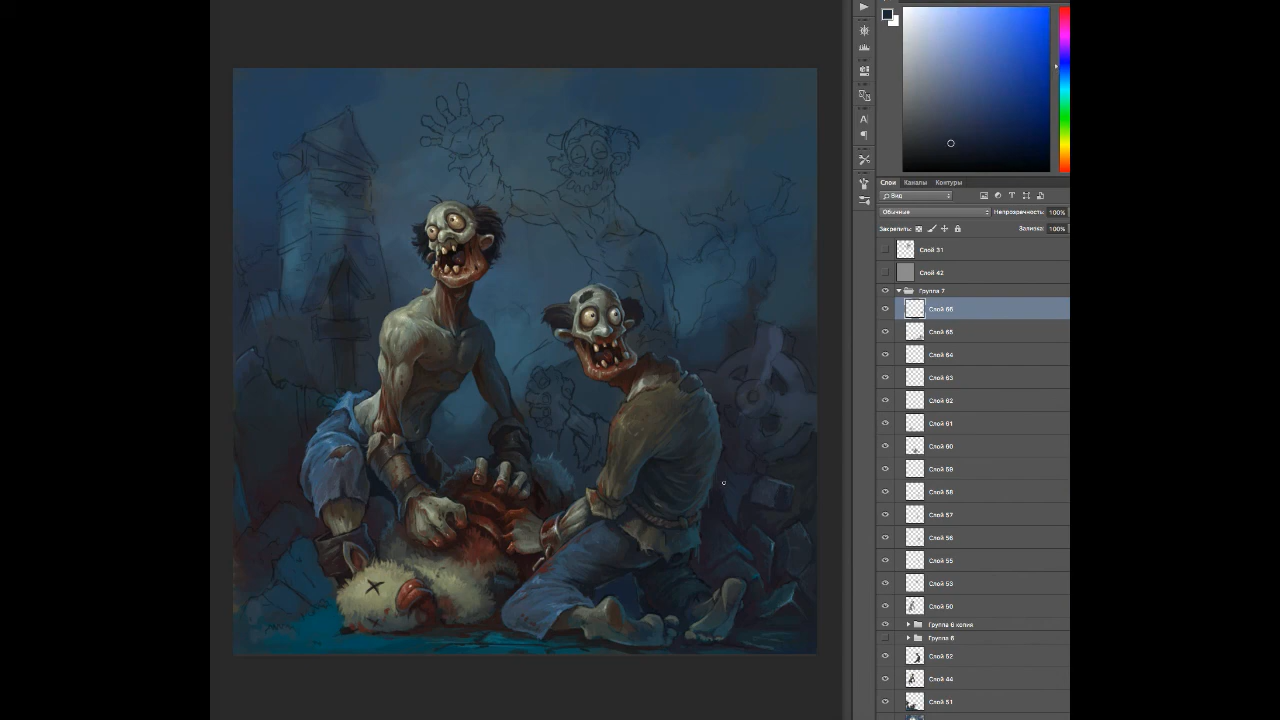 Слои Каналы Контуры
Вид
Обычные Непрозрачность: 100%
Закрепить: Заливка: 100%
Слой 31
Слой 42
Группа 7
Слой 66
Слой 65
Слой 64
Слой 63
Слой 62
Слой 61
Слой 60
Слой 59
Слой 58
Слой 57
Слой 56
Слой 55
Слой 53
Слой 50
Группа 6 копия
Группа 6
Слой 52
Слой 44
Слой 51